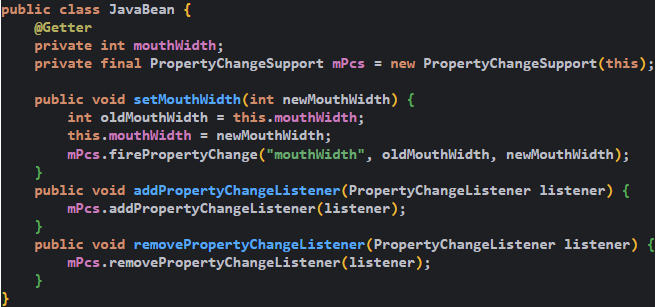 public class JavaBean {
    @Getter
    private int mouthWidth;
    private final PropertyChangeSupport mPcs = new PropertyChangeSupport(this);

    public void setMouthWidth(int newMouthWidth) {
        int oldMouthWidth = this.mouthWidth;
        this.mouthWidth = newMouthWidth;
        mPcs.firePropertyChange("mouthWidth", oldMouthWidth, newMouthWidth);
    }
    public void addPropertyChangeListener(PropertyChangeListener listener) {
        mPcs.addPropertyChangeListener(listener);
    }
    public void removePropertyChangeListener(PropertyChangeListener listener) {
        mPcs.removePropertyChangeListener(listener);
    }
}